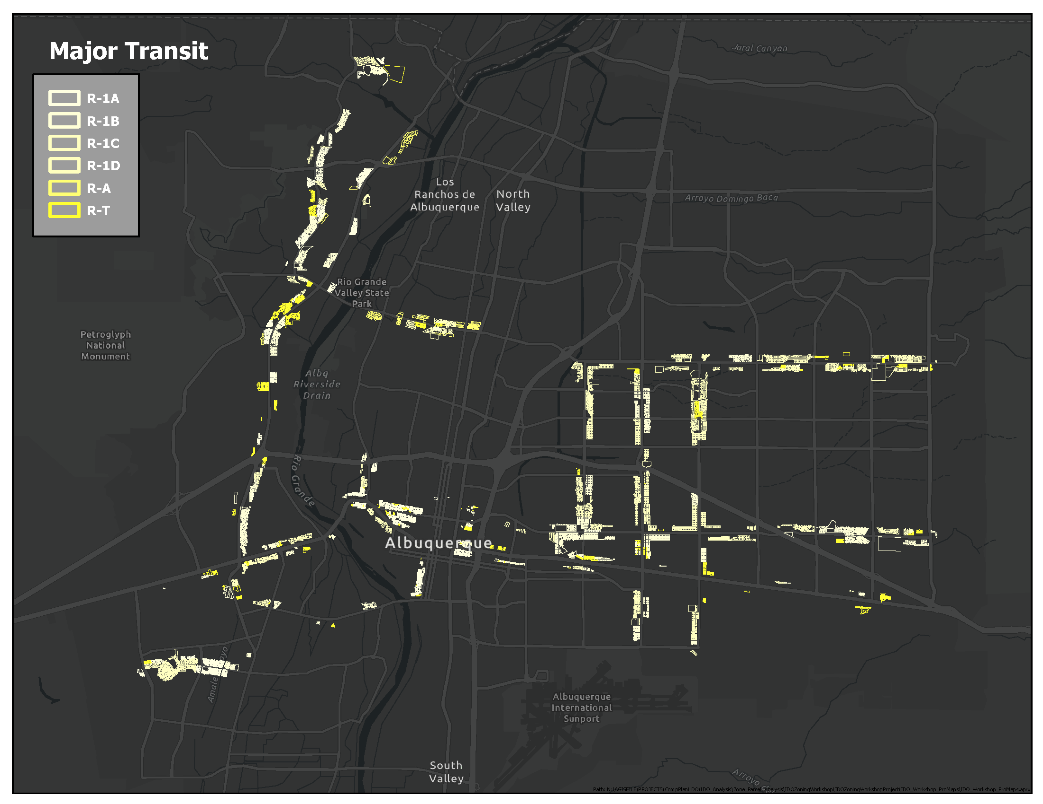 Major Transit
R-1A
R-1B
R-1C
R-1D
R-A
R-T
Los
Ranchos de
Albuquerque
North
Valley
Arroyo Domingo Baca
Rio Grande
Valley State
Park
Petroglyph
National
Monument
Albq
Riverside
Drain
Rio Grande
Albuquerque
Albuquerque
International
Sunport
South
Valley
Arroyo